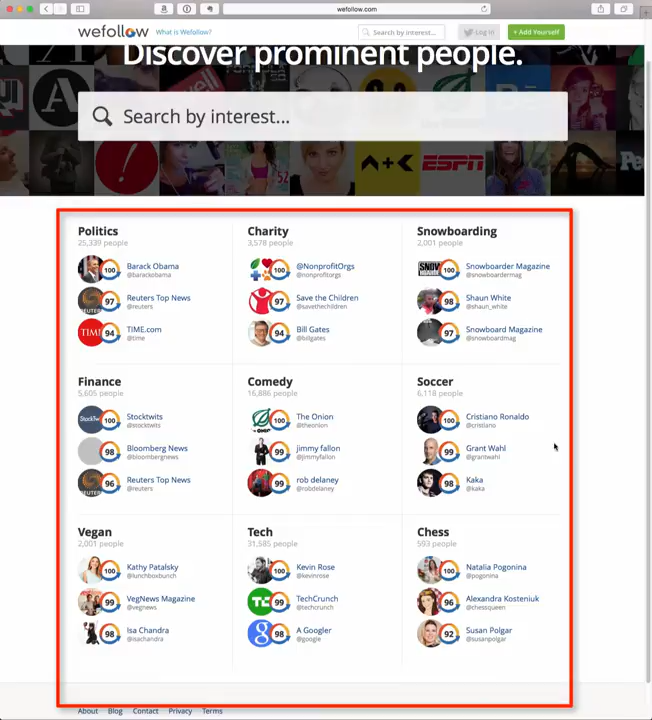 wefollow.com
wefollow
What is Wefollow?
Search by interest...
Log in
+ Add Yourself
Discover prominent people.
Search by interest...
A+K
ESPN
Pe
52
Politics
25,339 people
100
Barack Obama
@barackobama
97
Reuters Top News
@reuters
94
TIME.com
@time
Charity
3,578 people
100
@NonprofitOrgs
@nonprofitorgs
97
Save the Children
@savethechildren
94
Bill Gates
@billgates
Snowboarding
2,001 people
100
Snowboarder Magazine
@snowboardermag
98
Shaun White
@shaun_white
97
Snowboard Magazine
@snowboardmag
Finance
5,605 people
100
Stocktwits
@stocktwits
98
Bloomberg News
@bloombergnews
96
Reuters Top News
@reuters
Comedy
16,886 people
100
The Onion
@theonion
99
jimmy fallon
@jimmyfallon
99
rob delaney
@robdelaney
Soccer
6,118 people
100
Cristiano Ronaldo
@cristiano
99
Grant Wahl
@grantwahl
98
Kaka
@kaka
Vegan
2,001 people
100
Kathy Patalsky
@lunchboxbunch
99
VegNews Magazine
@vegnews
98
Isa Chandra
@isachandra
Tech
31,585 people
100
Kevin Rose
@kevinrose
99
TechCrunch
@techcrunch
98
A Googler
@google
Chess
593 people
100
Natalia Pogonina
@pogonina
96
Alexandra Kosteniuk
@chessqueen
92
Susan Polgar
@susanpolgar
About Blog Contact Privacy Terms